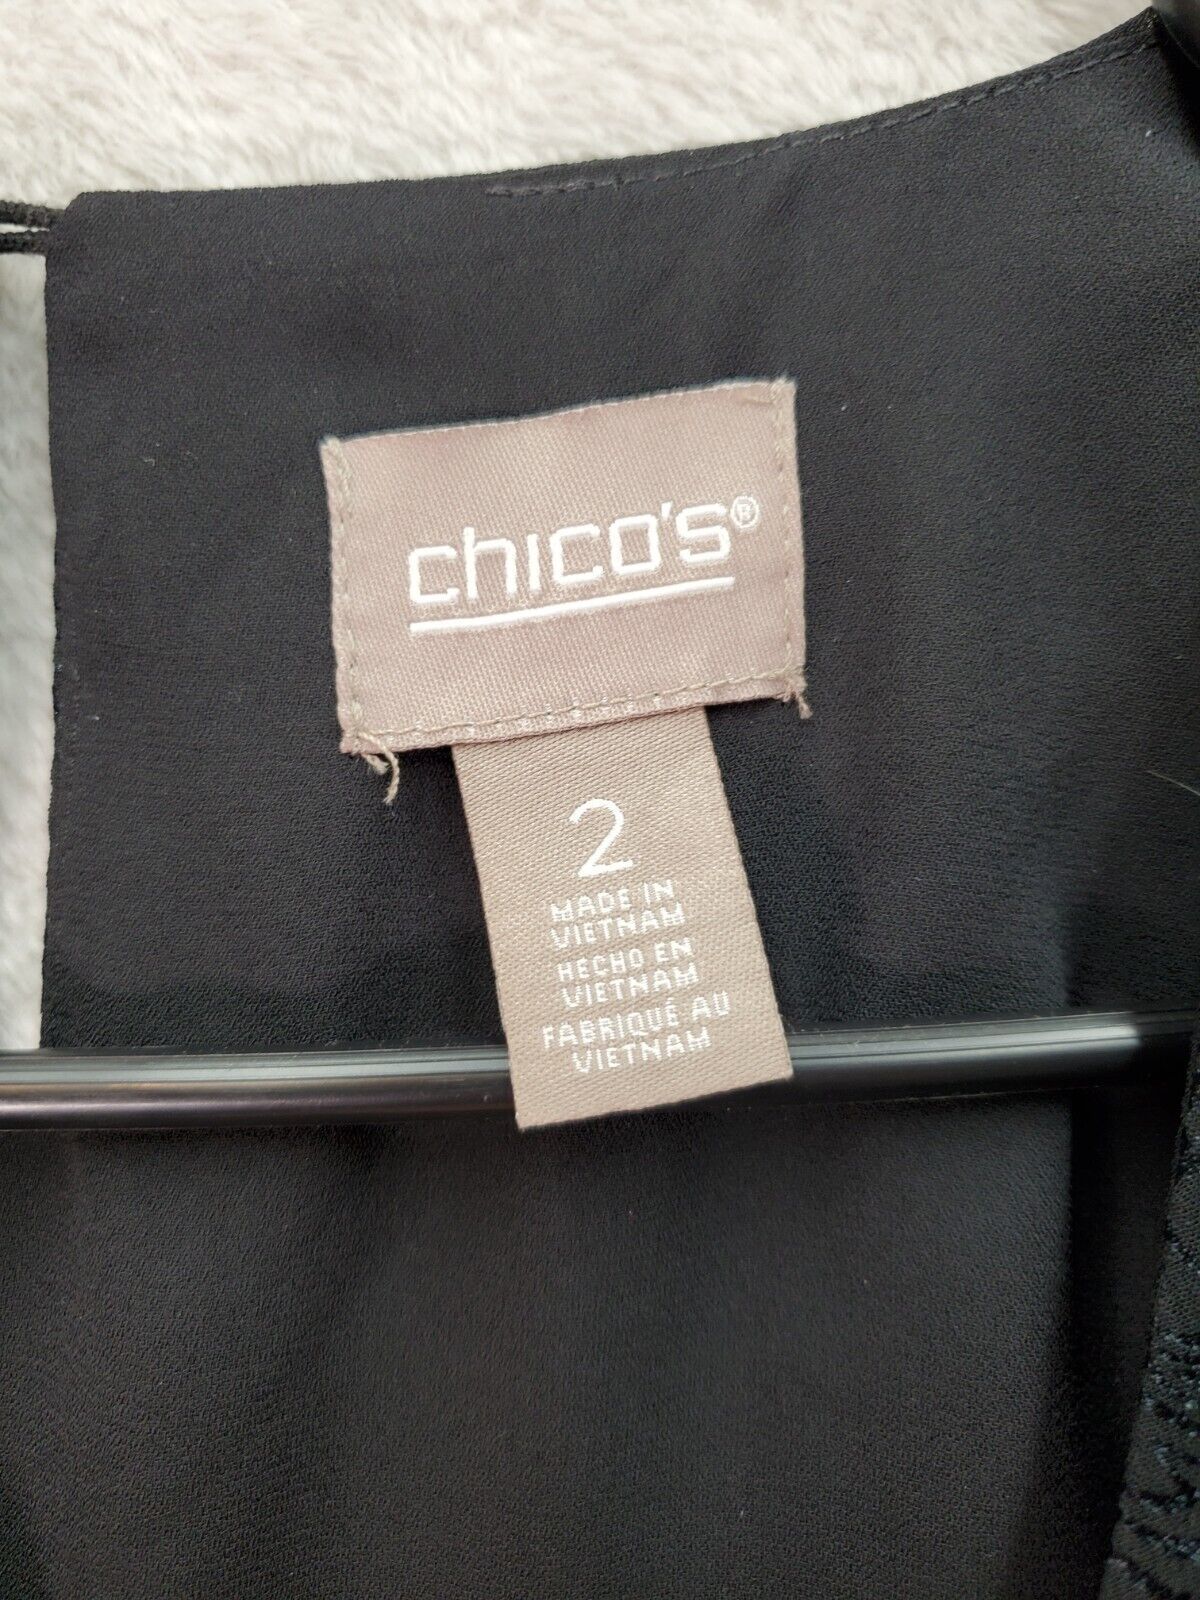 chico's®
2
MADE IN
VIETNAM
HECHO EN
VIETNAM
FABRIQUÉ AU
VIETNAM